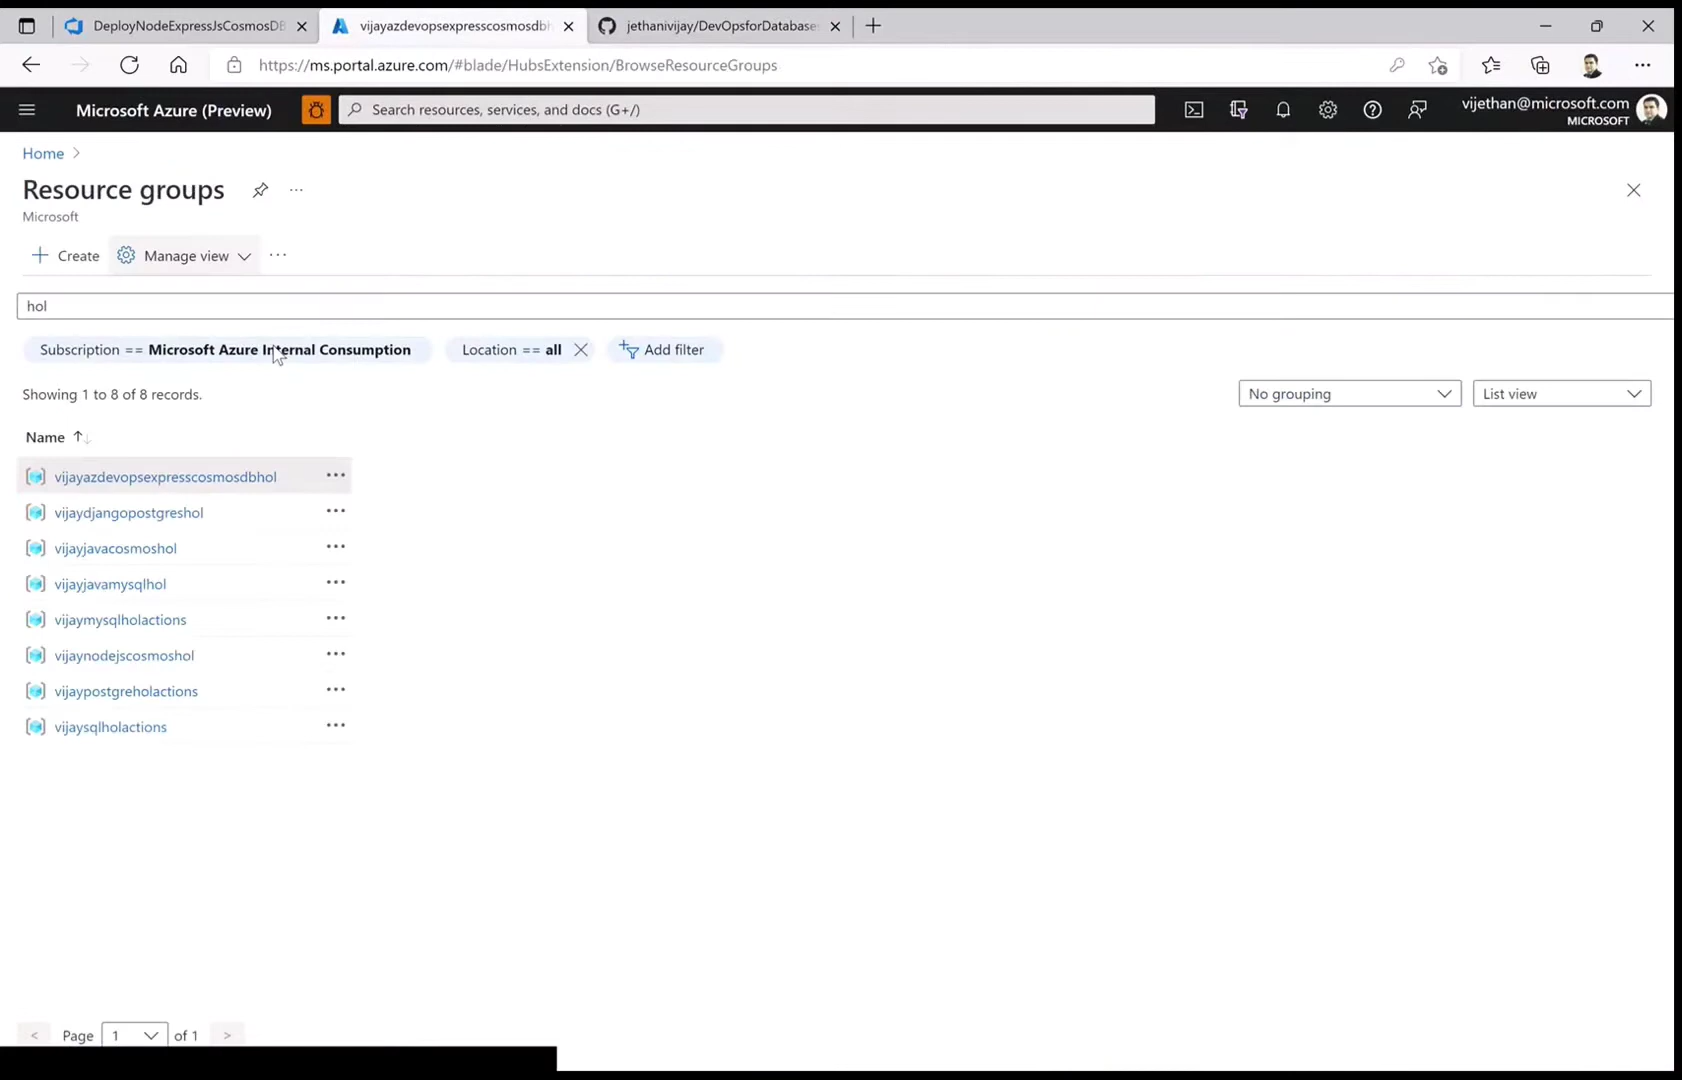 DeployNodeExpressJsCosmosDB
vijayazdevopsexpresscosmosdbh
jethanivijay/DevOpsforDatabase
https://ms.portal.azure.com/#blade/HubsExtension/BrowseResourceGroups
Microsoft Azure (Preview)
Search resources, services, and docs (G+/)
vijethan@microsoft.com
MICROSOFT
Home >
Resource groups
...
Microsoft
+ Create
Manage view
...
hol
Subscription == Microsoft Azure Internal Consumption
Location == all
Add filter
Showing 1 to 8 of 8 records.
No grouping
List view
Name ↑↓
vijayazdevopsexpresscosmosdbhol ...
vijaydjangopostgreshol ...
vijayjavacosmoshol ...
vijayjavamysqlhol ...
vijaymysqlholactions ...
vijaynodejscosmoshol ...
vijaypostgreholactions ...
vijaysqlholactions ...
< Page 1 of 1 >